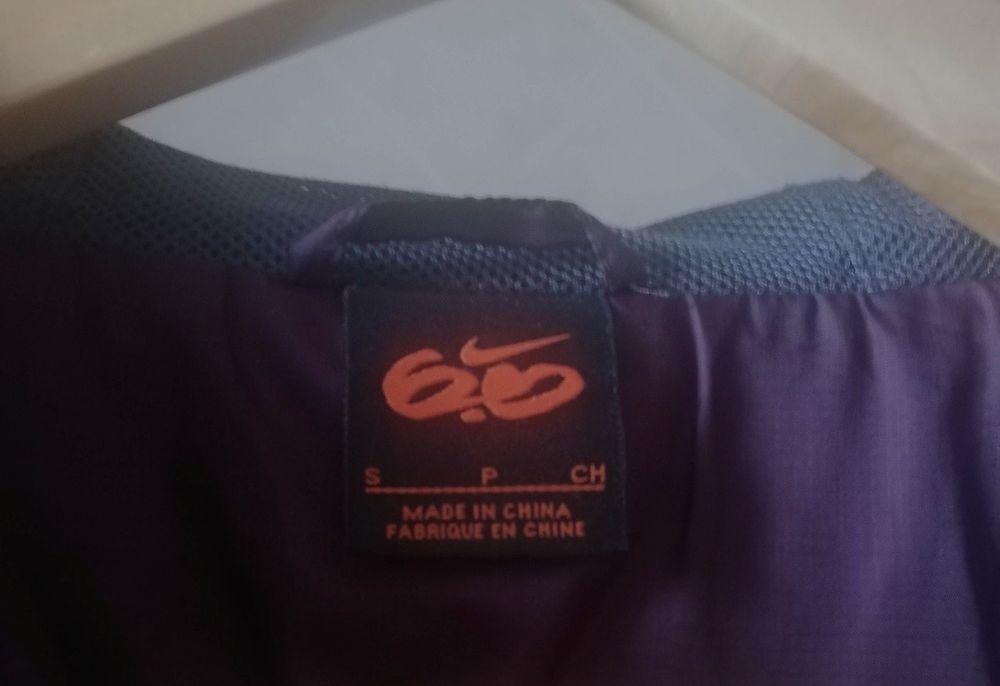 6.0
S P CH
MADE IN CHINA
FABRIQUE EN CHINE